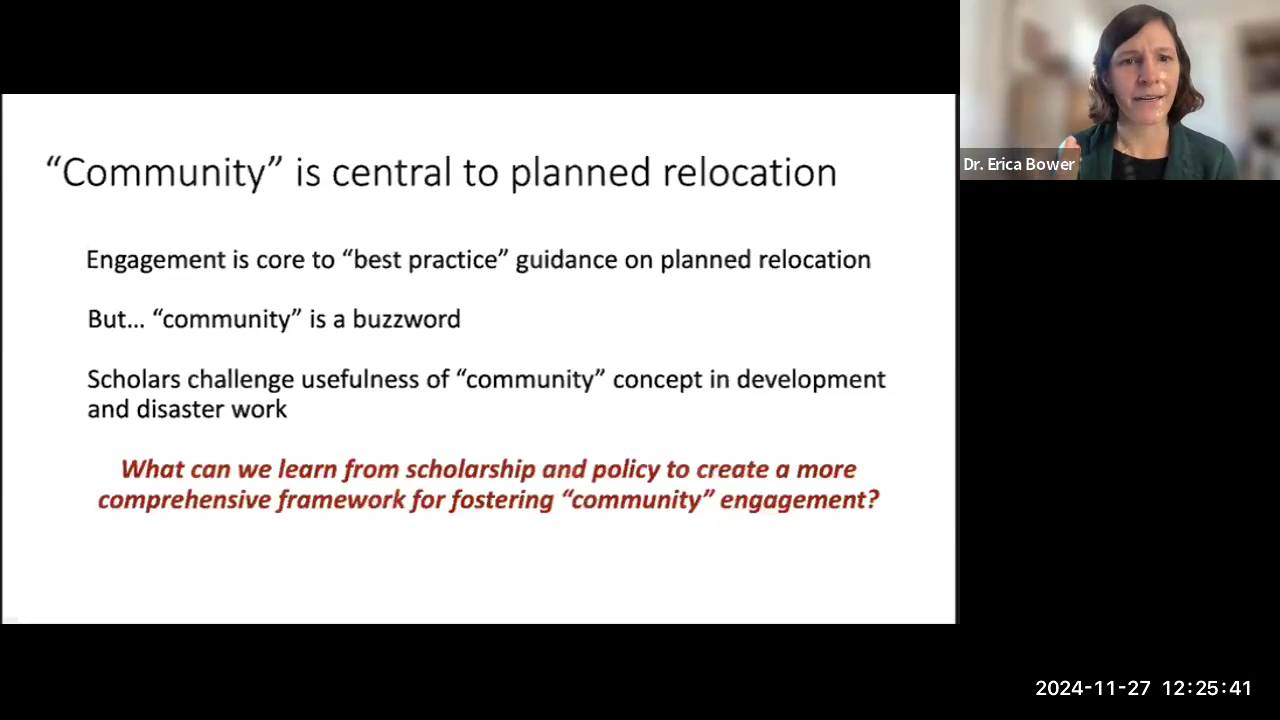 “Community” is central to planned relocation
Engagement is core to “best practice” guidance on planned relocation
But... “community” is a buzzword
Scholars challenge usefulness of “community” concept in development
and disaster work
What can we learn from scholarship and policy to create a more
comprehensive framework for fostering “community” engagement?
Dr. Erica Bower
2024-11-27 12:25:41